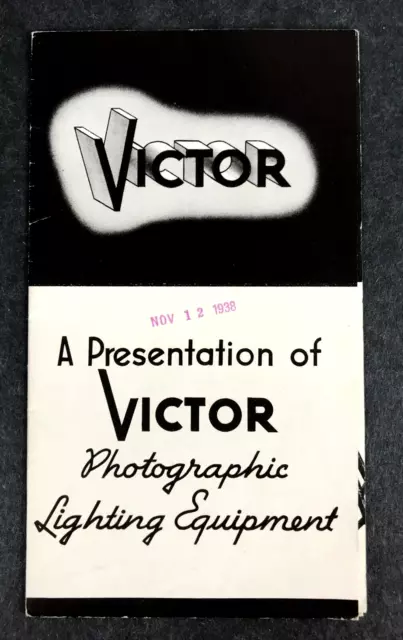 VICTOR
NOV 12 1938
A Presentation of
VICTOR
Photographic
Lighting Equipment